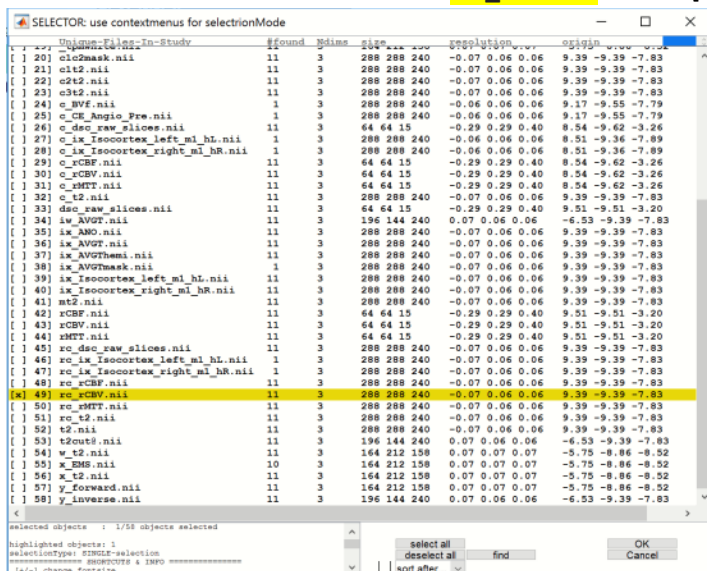 SELECTOR: use contextmenus for selectrionMode
Unique-Files-In-Study #found Ndims size resolution origin
[ ] 20] c1c2mask.nii 11 3 288 288 240 -0.07 0.06 0.06 9.39 -9.39 -7.83
[ ] 21] c1t2.nii 11 3 288 288 240 -0.07 0.06 0.06 9.39 -9.39 -7.83
[ ] 22] c2t2.nii 11 3 288 288 240 -0.07 0.06 0.06 9.39 -9.39 -7.83
[ ] 23] c3t2.nii 11 3 288 288 240 -0.07 0.06 0.06 9.39 -9.39 -7.83
[ ] 24] c_BVf.nii 1 3 288 288 240 -0.06 0.06 0.06 9.17 -9.55 -7.79
[ ] 25] c_CE_Angio_Pre.nii 1 3 288 288 240 -0.06 0.06 0.06 9.17 -9.55 -7.79
[ ] 26] c_dsc_raw_slices.nii 11 3 64 64 15 -0.29 0.29 0.40 8.54 -9.62 -3.26
[ ] 27] c_ix_Isocortex_left_m1_hL.nii 1 3 288 288 240 -0.06 0.06 0.06 8.51 -9.36 -7.89
[ ] 28] c_ix_Isocortex_right_m1_hR.nii 1 3 288 288 240 -0.06 0.06 0.06 8.51 -9.36 -7.89
[ ] 29] c_rCBF.nii 11 3 64 64 15 -0.29 0.29 0.40 8.54 -9.62 -3.26
[ ] 30] c_rCBV.nii 11 3 64 64 15 -0.29 0.29 0.40 8.54 -9.62 -3.26
[ ] 31] c_rMTT.nii 11 3 64 64 15 -0.29 0.29 0.40 8.54 -9.62 -3.26
[ ] 32] c_t2.nii 11 3 288 288 240 -0.07 0.06 0.06 9.39 -9.39 -7.83
[ ] 33] dsc_raw_slices.nii 11 3 64 64 15 -0.29 0.29 0.40 9.51 -9.51 -3.20
[ ] 34] iw_AVGT.nii 11 3 196 144 240 0.07 0.06 0.06 -6.53 -9.39 -7.83
[ ] 35] ix_ANO.nii 11 3 288 288 240 -0.07 0.06 0.06 9.39 -9.39 -7.83
[ ] 36] ix_AVGT.nii 11 3 288 288 240 -0.07 0.06 0.06 9.39 -9.39 -7.83
[ ] 37] ix_AVGThemi.nii 11 3 288 288 240 -0.07 0.06 0.06 9.39 -9.39 -7.83
[ ] 38] ix_AVGTmask.nii 11 3 288 288 240 -0.07 0.06 0.06 9.39 -9.39 -7.83
[ ] 39] ix_Isocortex_left_m1_hL.nii 11 3 288 288 240 -0.07 0.06 0.06 9.39 -9.39 -7.83
[ ] 40] ix_Isocortex_right_m1_hR.nii 11 3 288 288 240 -0.07 0.06 0.06 9.39 -9.39 -7.83
[ ] 41] mt2.nii 11 3 288 288 240 -0.07 0.06 0.06 9.39 -9.39 -7.83
[ ] 42] rCBF.nii 11 3 64 64 15 -0.29 0.29 0.40 9.51 -9.51 -3.20
[ ] 43] rCBV.nii 11 3 64 64 15 -0.29 0.29 0.40 9.51 -9.51 -3.20
[ ] 44] rMTT.nii 11 3 64 64 15 -0.29 0.29 0.40 9.51 -9.51 -3.20
[ ] 45] rc_dsc_raw_slices.nii 11 3 288 288 240 -0.07 0.06 0.06 9.39 -9.39 -7.83
[ ] 46] rc_ix_Isocortex_left_m1_hL.nii 1 3 288 288 240 -0.07 0.06 0.06 9.39 -9.39 -7.83
[ ] 47] rc_ix_Isocortex_right_m1_hR.nii 1 3 288 288 240 -0.07 0.06 0.06 9.39 -9.39 -7.83
[ ] 48] rc_rCBF.nii 11 3 288 288 240 -0.07 0.06 0.06 9.39 -9.39 -7.83
[x] 49] rc_rCBV.nii 11 3 288 288 240 -0.07 0.06 0.06 9.39 -9.39 -7.83
[ ] 50] rc_rMTT.nii 11 3 288 288 240 -0.07 0.06 0.06 9.39 -9.39 -7.83
[ ] 51] rc_t2.nii 11 3 288 288 240 -0.07 0.06 0.06 9.39 -9.39 -7.83
[ ] 52] t2.nii 11 3 288 288 240 -0.07 0.06 0.06 9.39 -9.39 -7.83
[ ] 53] t2cut@.nii 11 3 196 144 240 0.07 0.06 0.06 -6.53 -9.39 -7.83
[ ] 54] w_t2.nii 11 3 164 212 158 0.07 0.07 0.07 -5.75 -8.86 -8.52
[ ] 55] x_EMS.nii 10 3 164 212 158 0.07 0.07 0.07 -5.75 -8.86 -8.52
[ ] 56] x_t2.nii 11 3 164 212 158 0.07 0.07 0.07 -5.75 -8.86 -8.52
[ ] 57] y_forward.nii 11 3 164 212 158 0.07 0.07 0.07 -5.75 -8.86 -8.52
[ ] 58] y_inverse.nii 11 3 196 144 240 0.07 0.06 0.06 -6.53 -9.39 -7.83
selected objects : 1/58 objects selected
highlighted objects: 1
selectionType: SINGLE-selection
=============== SHORTCUTS & INFO ===============
[+/-] change fontsize
select all
deselect all
find
sort after
OK
Cancel